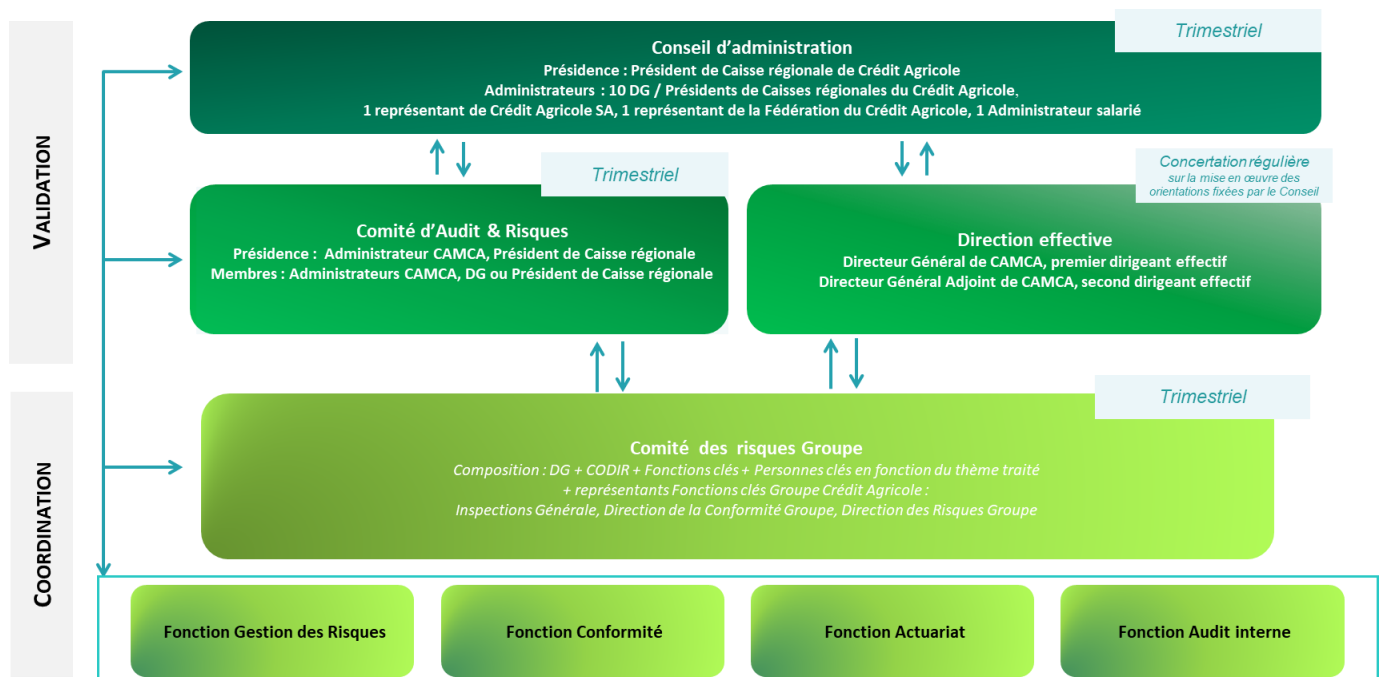 VALIDATION
Trimestriel
Conseil d’administration
Présidence : Président de Caisse régionale de Crédit Agricole
Administrateurs : 10 DG / Présidents de Caisses régionales du Crédit Agricole,
1 représentant de Crédit Agricole SA, 1 représentant de la Fédération du Crédit Agricole, 1 Administrateur salarié
Trimestriel
Comité d’Audit & Risques
Présidence : Administrateur CAMCA, Président de Caisse régionale
Membres : Administrateurs CAMCA, DG ou Président de Caisse régionale
Concertation régulière
sur la mise en œuvre des
orientations fixées par le Conseil
Direction effective
Directeur Général de CAMCA, premier dirigeant effectif
Directeur Général Adjoint de CAMCA, second dirigeant effectif
COORDINATION
Trimestriel
Comité des risques Groupe
Composition : DG + CODIR + Fonctions clés + Personnes clés en fonction du thème traité
+ représentants Fonctions clés Groupe Crédit Agricole :
Inspections Générale, Direction de la Conformité Groupe, Direction des Risques Groupe
Fonction Gestion des Risques
Fonction Conformité
Fonction Actuariat
Fonction Audit interne